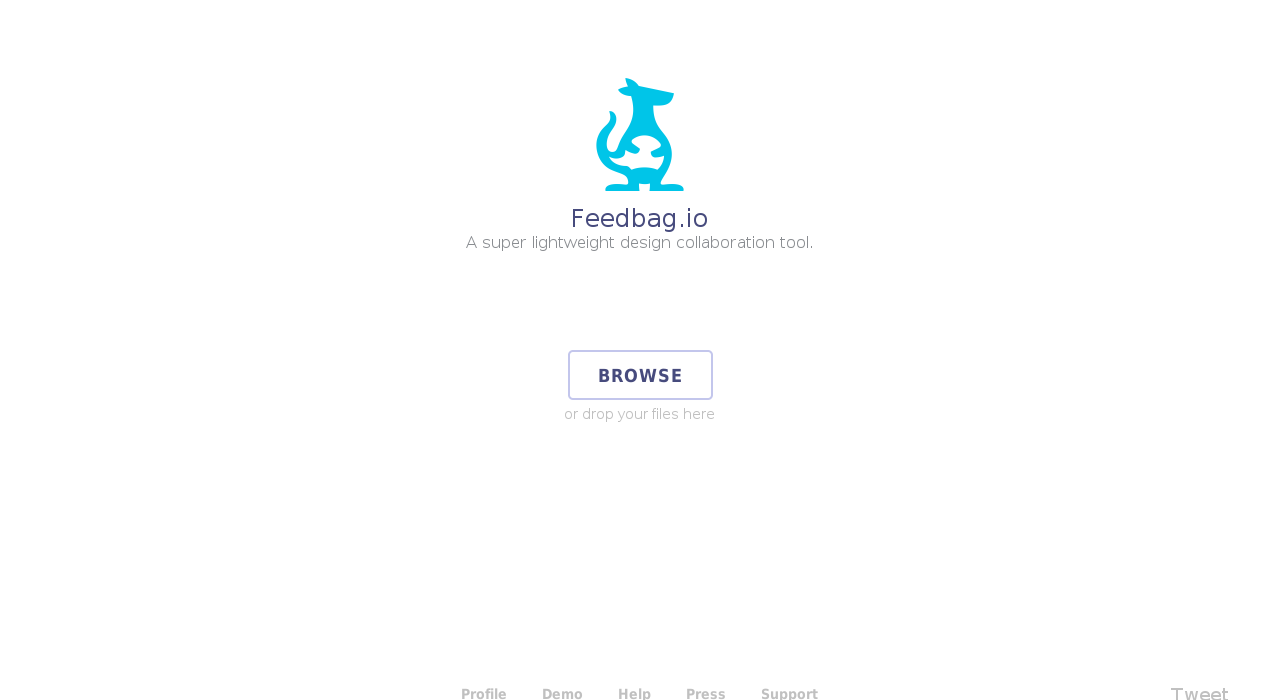 Feedbag.io
A super lightweight design collaboration tool.
BROWSE
or drop your files here
Profile Demo Help Press Support Tweet